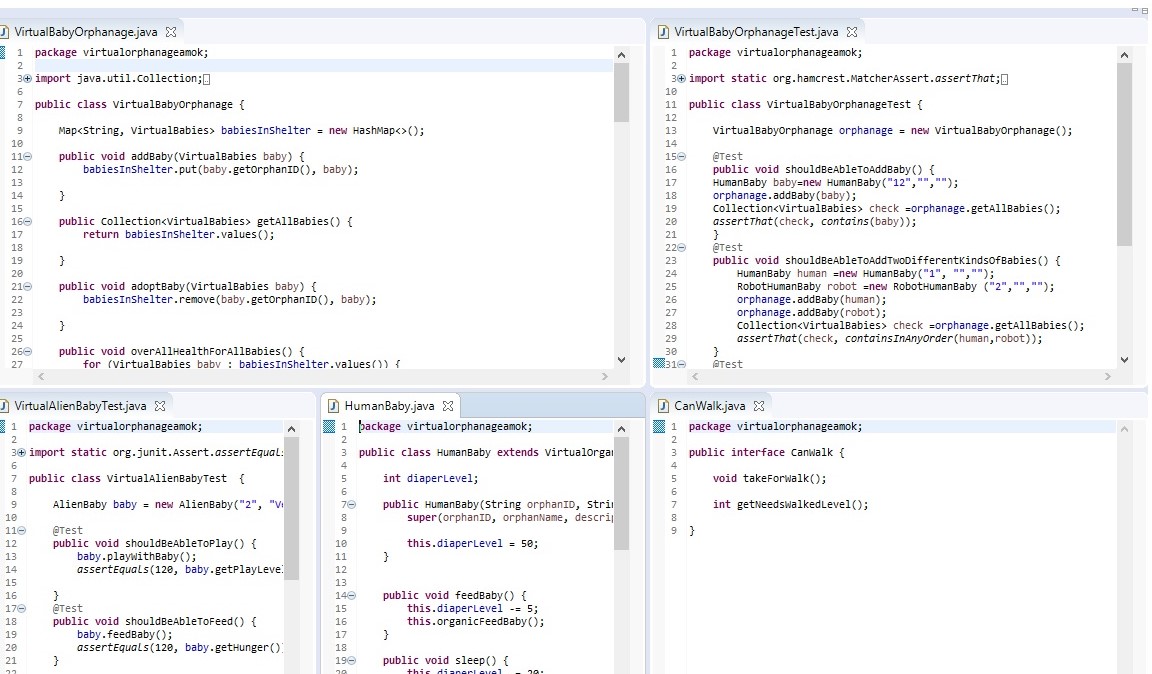 VirtualBabyOrphanage.java
1 package virtualorphanageamok;
2
3 import java.util.Collection;
6
7 public class VirtualBabyOrphanage {
8
9 Map<String, VirtualBabies> babiesInShelter = new HashMap<>();
10
11 public void addBaby(VirtualBabies baby) {
12 babiesInShelter.put(baby.getOrphanID(), baby);
13
14 }
15
16 public Collection<VirtualBabies> getAllBabies() {
17 return babiesInShelter.values();
18
19 }
20
21 public void adoptBaby(VirtualBabies baby) {
22 babiesInShelter.remove(baby.getOrphanID(), baby);
23
24 }
25
26 public void overAllHealthForAllBabies() {
27 for (VirtualBabies baby : babiesInShelter.values()) {
VirtualBabyOrphanageTest.java
1 package virtualorphanageamok;
2
3 import static org.hamcrest.MatcherAssert.assertThat;
10
11 public class VirtualBabyOrphanageTest {
12
13 VirtualBabyOrphanage orphanage = new VirtualBabyOrphanage();
14
15 @Test
16 public void shouldBeAbleToAddBaby() {
17 HumanBaby baby=new HumanBaby("12","","");
18 orphanage.addBaby(baby);
19 Collection<VirtualBabies> check =orphanage.getAllBabies();
20 assertThat(check, contains(baby));
21 }
22 @Test
23 public void shouldBeAbleToAddTwoDifferentKindsOfBabies() {
24 HumanBaby human =new HumanBaby("1", "","");
25 RobotHumanBaby robot =new RobotHumanBaby ("2","","");
26 orphanage.addBaby(human);
27 orphanage.addBaby(robot);
28 Collection<VirtualBabies> check =orphanage.getAllBabies();
29 assertThat(check, containsInAnyOrder(human,robot));
30 }
31 @Test
VirtualAlienBabyTest.java
1 package virtualorphanageamok;
2
3 import static org.junit.Assert.assertEqual
6
7 public class VirtualAlienBabyTest {
8
9 AlienBaby baby = new AlienBaby("2", "V
10
11 @Test
12 public void shouldBeAbleToPlay() {
13 baby.playWithBaby();
14 assertEquals(120, baby.getPlayLeve
15
16 }
17 @Test
18 public void shouldBeAbleToFeed() {
19 baby.feedBaby();
20 assertEquals(120, baby.getHunger()
21 }
22
HumanBaby.java
1 package virtualorphanageamok;
2
3 public class HumanBaby extends VirtualOrga
4
5 int diaperLevel;
6
7 public HumanBaby(String orphanID, Stri
8 super(orphanID, orphanName, descri
9
10 this.diaperLevel = 50;
11 }
12
13
14 public void feedBaby() {
15 this.diaperLevel -= 5;
16 this.organicFeedBaby();
17 }
18
19 public void sleep() {
20 this.diaperLevel -= 20;
CanWalk.java
1 package virtualorphanageamok;
2
3 public interface CanWalk {
4
5 void takeForWalk();
6
7 int getNeedsWalkedLevel();
8
9 }